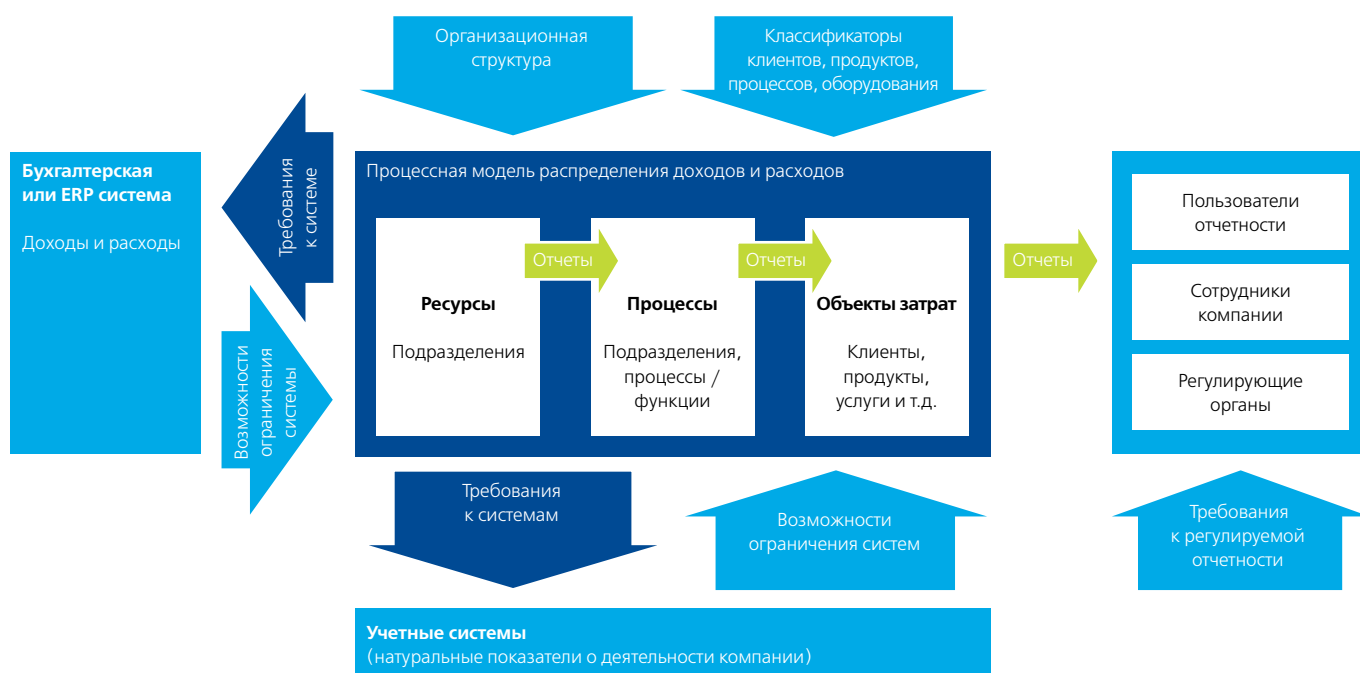 Организационная
структура
Классификаторы
клиентов, продуктов,
процессов, оборудования
Бухгалтерская
или ERP система
Доходы и расходы
Требования
к системе
Возможности
ограничения
системы
Процессная модель распределения доходов и расходов
Ресурсы
Подразделения
Отчеты
Процессы
Подразделения,
процессы /
функции
Отчеты
Объекты затрат
Клиенты,
продукты,
услуги и т.д.
Отчеты
Пользователи
отчетности
Сотрудники
компании
Регулирующие
органы
Требования
к системам
Возможности
ограничения систем
Требования
к регулируемой
отчетности
Учетные системы
(натуральные показатели о деятельности компании)